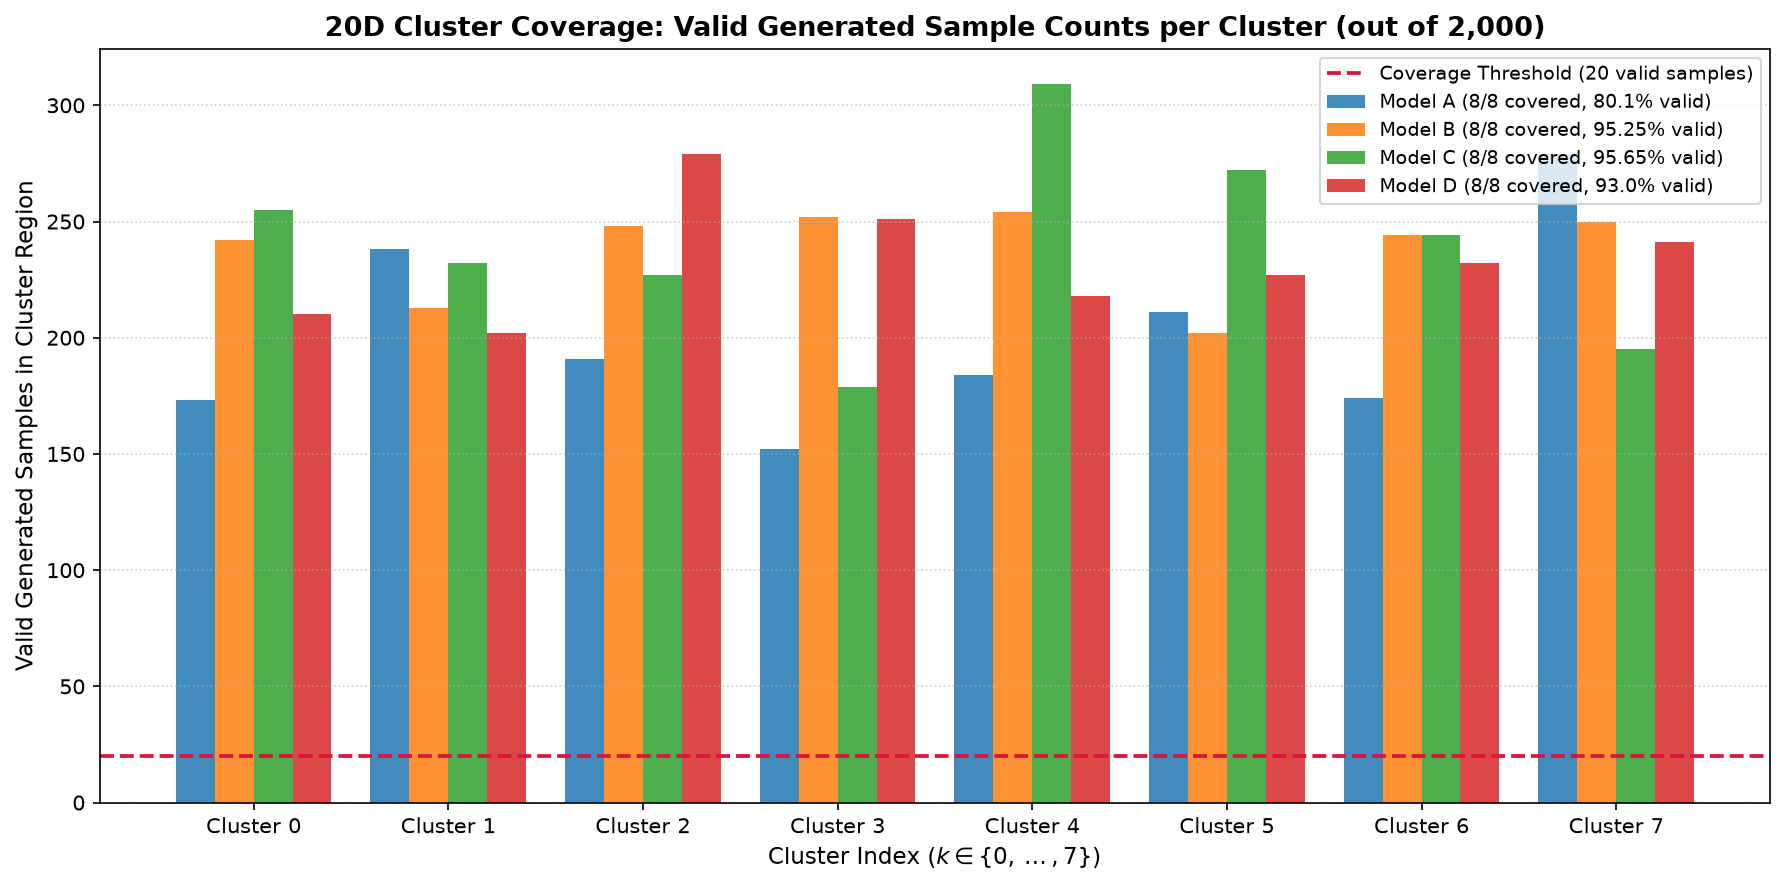 20D Cluster Coverage: Valid Generated Sample Counts per Cluster (out of 2,000)
Valid Generated Samples in Cluster Region
300
250
200
150
100
50
0
Coverage Threshold (20 valid samples)
Model A (8/8 covered, 80.1% valid)
Model B (8/8 covered, 95.25% valid)
Model C (8/8 covered, 95.65% valid)
Model D (8/8 covered, 93.0% valid)
Cluster 0 Cluster 1 Cluster 2 Cluster 3 Cluster 4 Cluster 5 Cluster 6 Cluster 7
Cluster Index (k ∈ {0, … , 7})